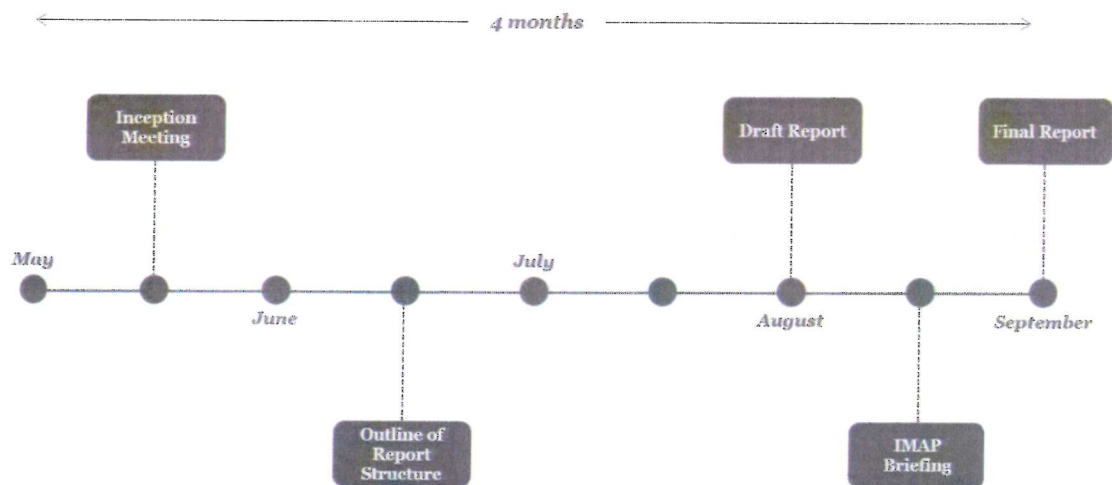 4 months
Inception
Meeting
Draft Report
Final Report
May
July
June
August
September
Outline of
Report
Structure
IMAP
Briefing